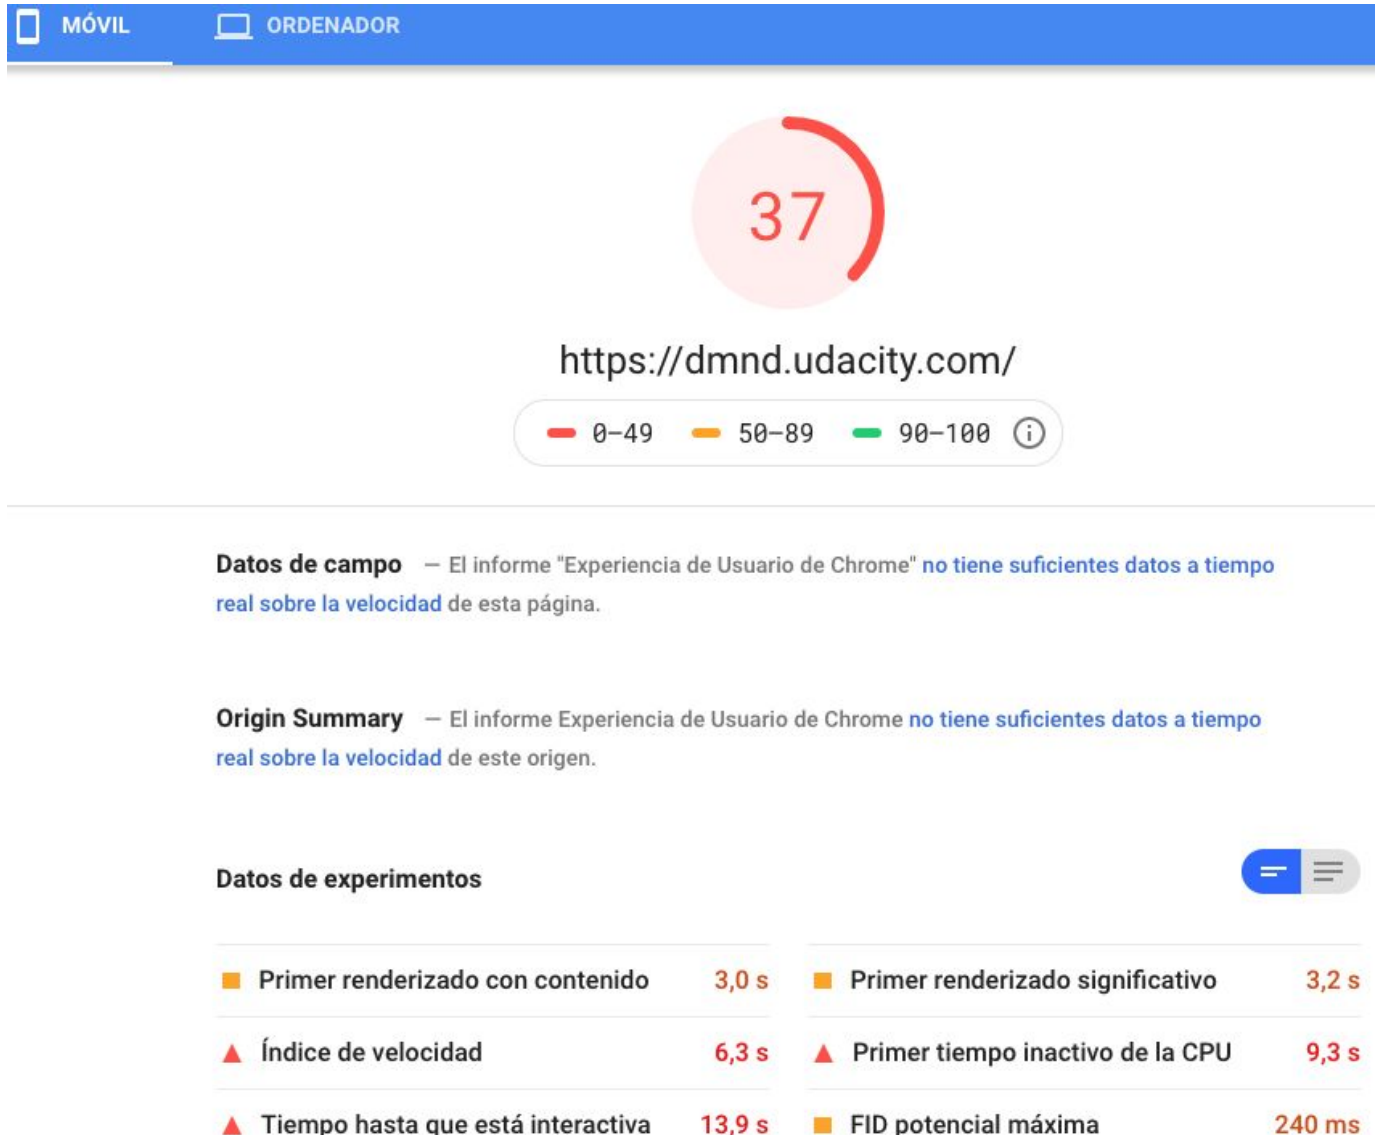 MÓVIL ORDENADOR
37
https://dmnd.udacity.com/
0–49 50–89 90–100
Datos de campo — El informe "Experiencia de Usuario de Chrome" no tiene suficientes datos a tiempo
real sobre la velocidad de esta página.
Origin Summary — El informe Experiencia de Usuario de Chrome no tiene suficientes datos a tiempo
real sobre la velocidad de este origen.
Datos de experimentos
Primer renderizado con contenido 3,0 s Primer renderizado significativo 3,2 s
Índice de velocidad 6,3 s Primer tiempo inactivo de la CPU 9,3 s
Tiempo hasta que está interactiva 13,9 s FID potencial máxima 240 ms